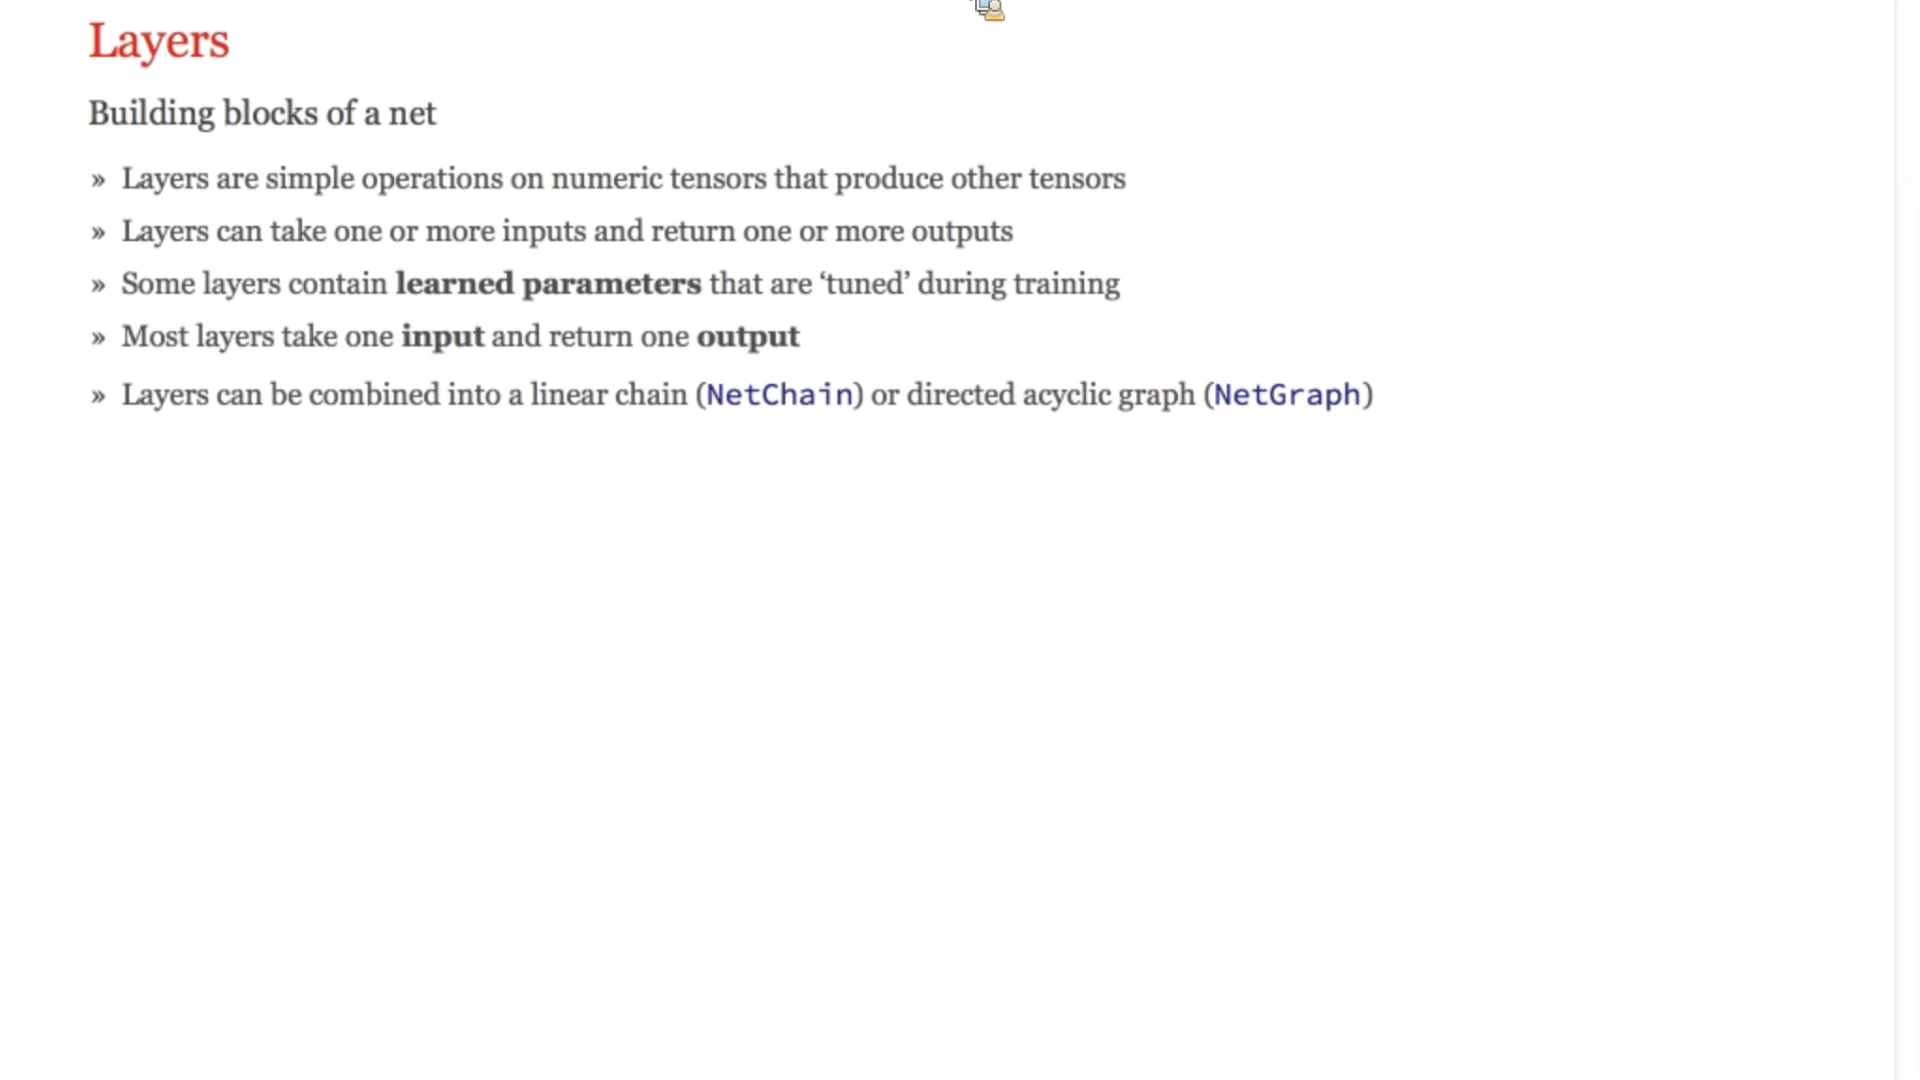 Layers
Building blocks of a net
» Layers are simple operations on numeric tensors that produce other tensors
» Layers can take one or more inputs and return one or more outputs
» Some layers contain learned parameters that are ‘tuned’ during training
» Most layers take one input and return one output
» Layers can be combined into a linear chain (NetChain) or directed acyclic graph (NetGraph)